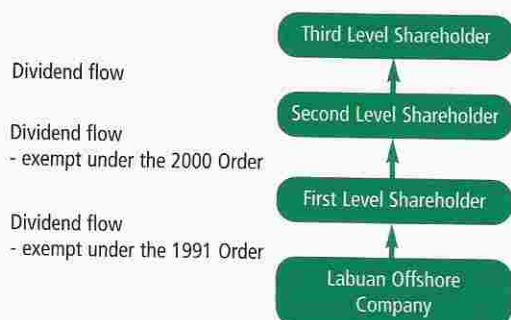 Third Level Shareholder
Dividend flow
Second Level Shareholder
Dividend flow
- exempt under the 2000 Order
First Level Shareholder
Dividend flow
- exempt under the 1991 Order
Labuan Offshore
Company